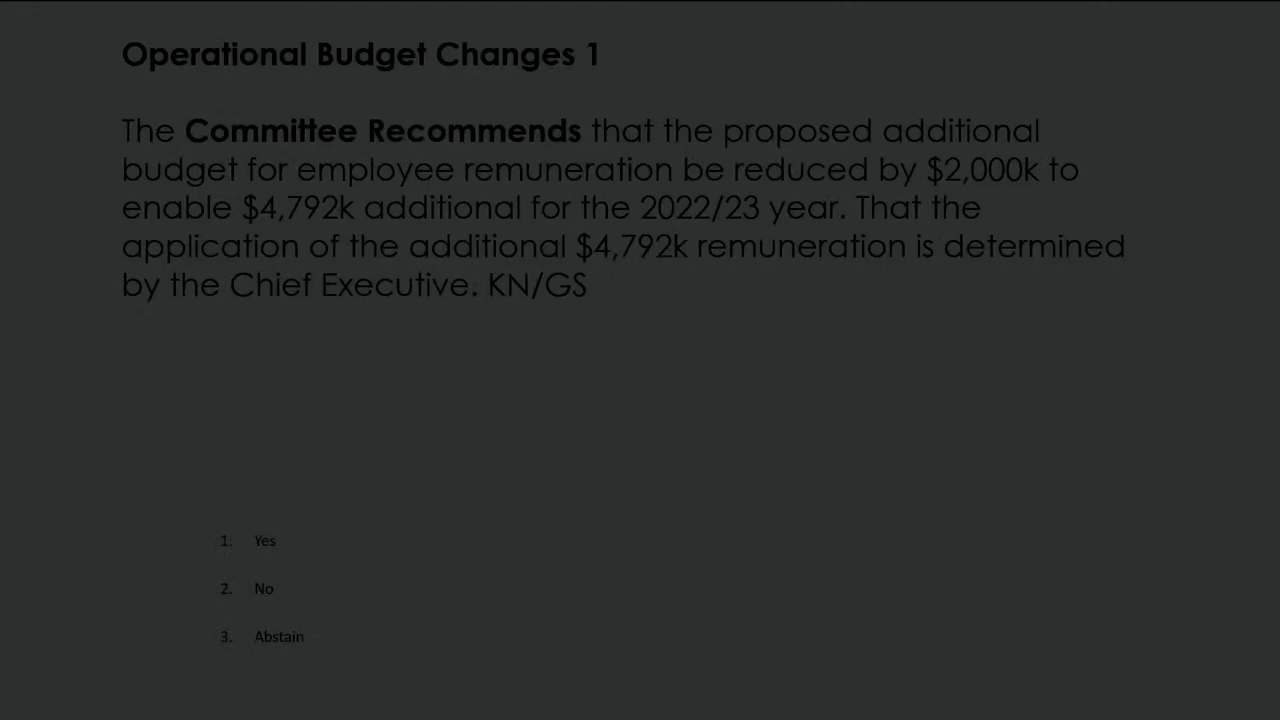 Operational Budget Changes 1
The Committee Recommends that the proposed additional
budget for employee remuneration be reduced by $2,000k to
enable $4,792k additional for the 2022/23 year. That the
application of the additional $4,792k remuneration is determined
by the Chief Executive. KN/GS
1. Yes
2. No
3. Abstain